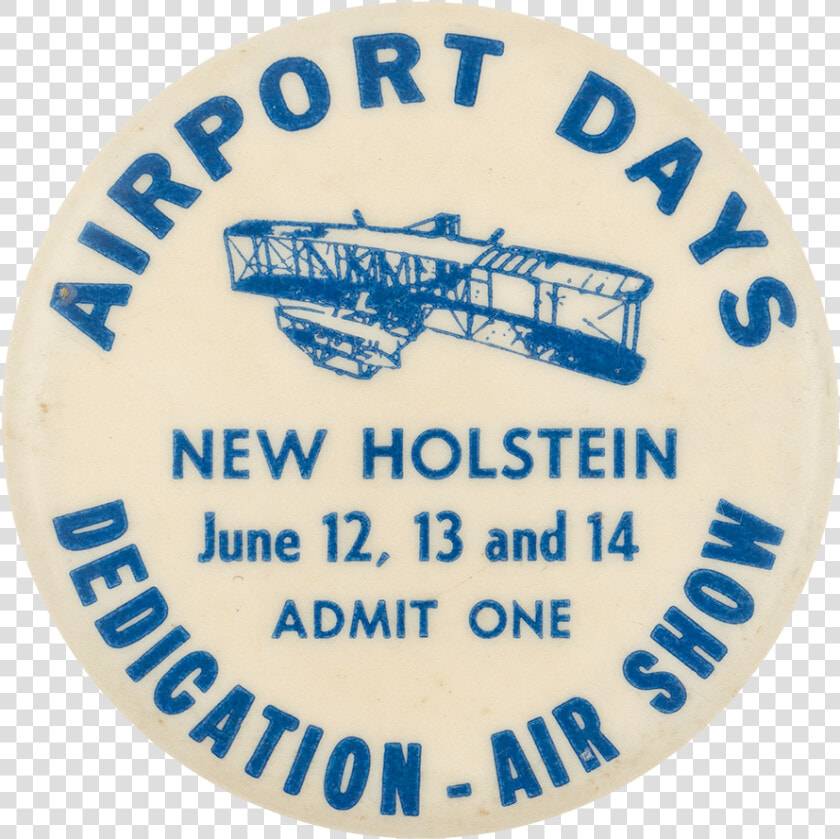 AIRPORT DAYS
NEW HOLSTEIN
June 12, 13 and 14
ADMIT ONE
DEDICATION - AIR SHOW